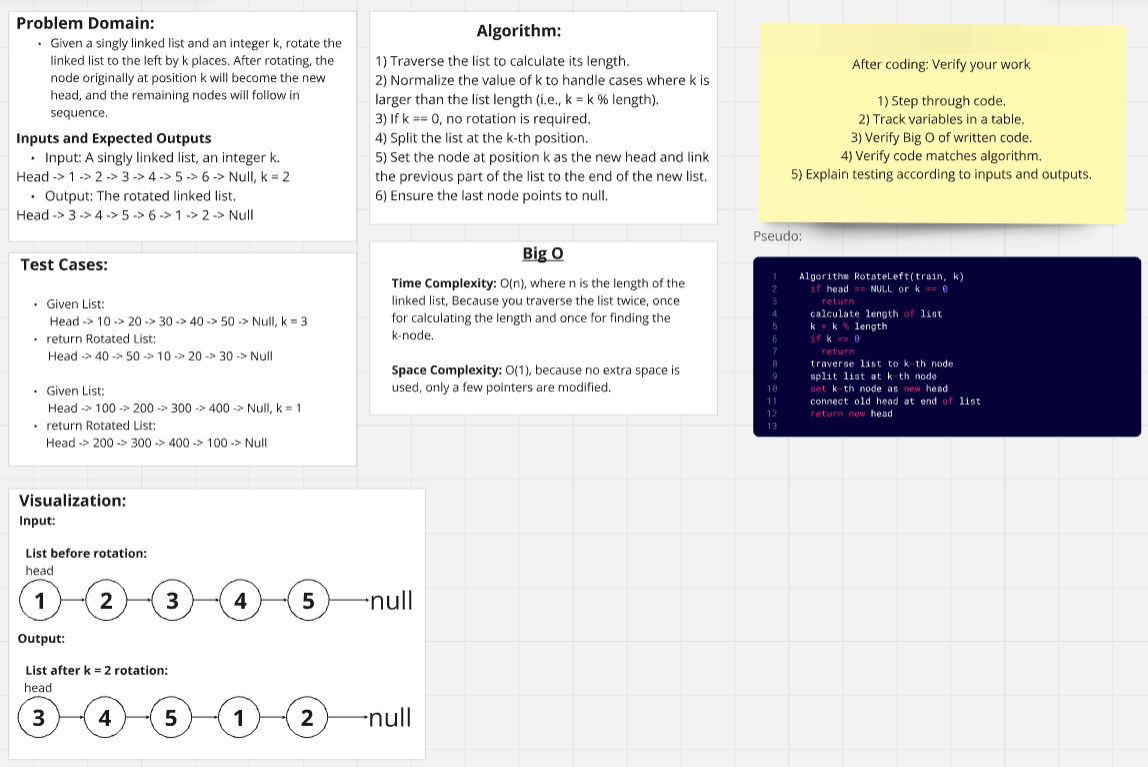 Problem Domain:
• Given a singly linked list and an integer k, rotate the
linked list to the left by k places. After rotating, the
node originally at position k will become the new
head, and the remaining nodes will follow in
sequence.
Inputs and Expected Outputs
• Input: A singly linked list, an integer k.
Head -> 1 -> 2 -> 3 -> 4 -> 5 -> 6 -> Null, k = 2
• Output: The rotated linked list.
Head -> 3 -> 4 -> 5 -> 6 -> 1 -> 2 -> Null
Test Cases:
• Given List:
Head -> 10 -> 20 -> 30 -> 40 -> 50 -> Null, k = 3
• return Rotated List:
Head -> 40 -> 50 -> 10 -> 20 -> 30 -> Null
• Given List:
Head -> 100 -> 200 -> 300 -> 400 -> Null, k = 1
• return Rotated List:
Head -> 200 -> 300 -> 400 -> 100 -> Null
Algorithm:
1) Traverse the list to calculate its length.
2) Normalize the value of k to handle cases where k is
larger than the list length (i.e., k = k % length).
3) If k == 0, no rotation is required.
4) Split the list at the k-th position.
5) Set the node at position k as the new head and link
the previous part of the list to the end of the new list.
6) Ensure the last node points to null.
Big O
Time Complexity: O(n), where n is the length of the
linked list, Because you traverse the list twice, once
for calculating the length and once for finding the
k-node.
Space Complexity: O(1), because no extra space is
used, only a few pointers are modified.
After coding: Verify your work
1) Step through code.
2) Track variables in a table.
3) Verify Big O of written code.
4) Verify code matches algorithm.
5) Explain testing according to inputs and outputs.
Pseudo:
1 Algorithm RotateLeft(train, k)
2 if head == NULL or k == 0
3 return
4 calculate length of list
5 k = k % length
6 if k == 0
7 return
8 traverse list to k-th node
9 split list at k-th node
10 set k-th node as new head
11 connect old head at end of list
12 return new head
13
Visualization:
Input:
List before rotation:
head
1 2 3 4 5 null
Output:
List after k = 2 rotation:
head
3 4 5 1 2 null